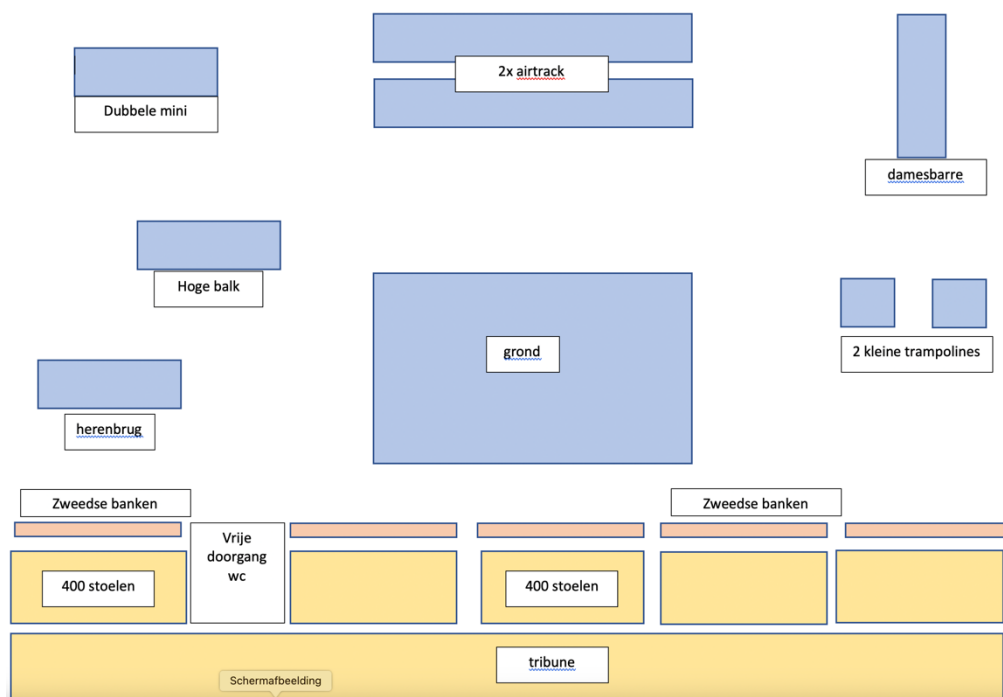 2x airtrack
Dubbele mini
damesbarre
Hoge balk
grond
2 kleine trampolines
herenbrug
Zweedse banken
Zweedse banken
Vrije
doorgang
wc
400 stoelen
400 stoelen
tribune
Schermafbeelding